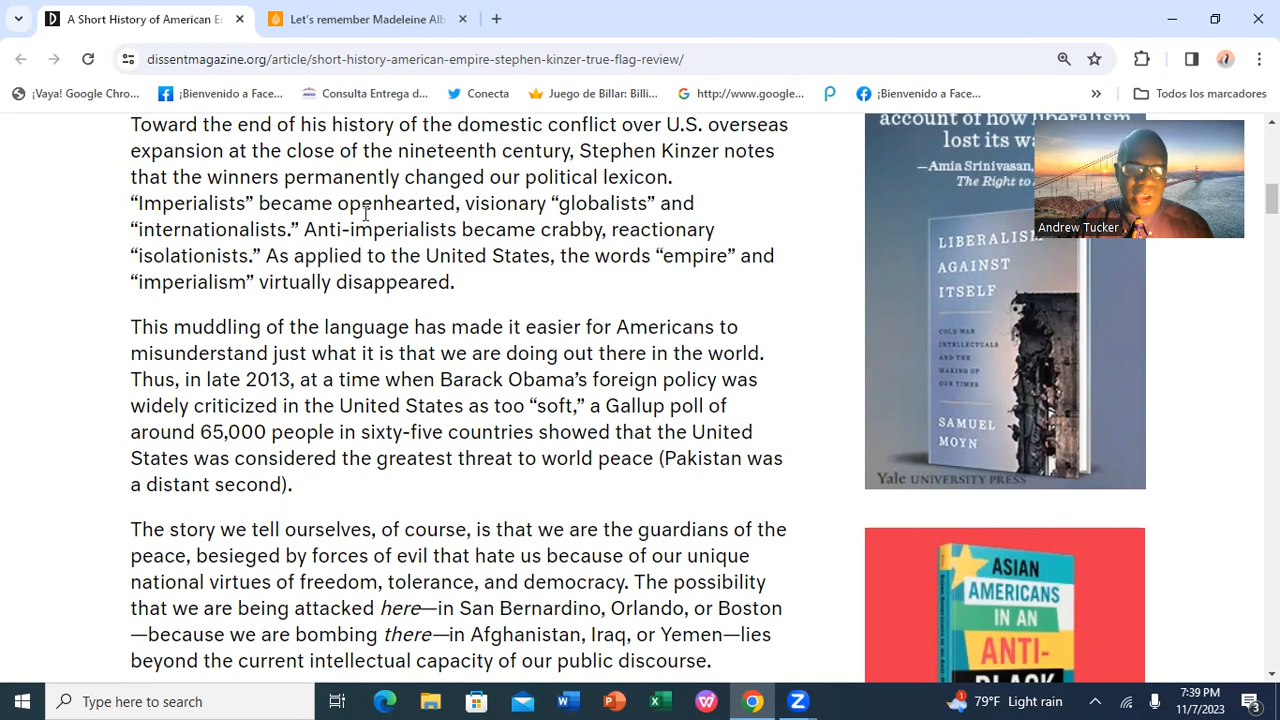 A Short History of American E
Let's remember Madeleine Alb
dissentmagazine.org/article/short-history-american-empire-stephen-kinzer-true-flag-review/
¡Vaya! Google Chro...
¡Bienvenido a Face...
Consulta Entrega d...
Conecta
Juego de Billar: Billi...
http://www.google...
¡Bienvenido a Face...
Todos los marcadores
Toward the end of his history of the domestic conflict over U.S. overseas
expansion at the close of the nineteenth century, Stephen Kinzer notes
that the winners permanently changed our political lexicon.
“Imperialists” became openhearted, visionary “globalists” and
“internationalists.” Anti-imperialists became crabby, reactionary
“isolationists.” As applied to the United States, the words “empire” and
“imperialism” virtually disappeared.
This muddling of the language has made it easier for Americans to
misunderstand just what it is that we are doing out there in the world.
Thus, in late 2013, at a time when Barack Obama’s foreign policy was
widely criticized in the United States as too “soft,” a Gallup poll of
around 65,000 people in sixty-five countries showed that the United
States was considered the greatest threat to world peace (Pakistan was
a distant second).
The story we tell ourselves, of course, is that we are the guardians of the
peace, besieged by forces of evil that hate us because of our unique
national virtues of freedom, tolerance, and democracy. The possibility
that we are being attacked here—in San Bernardino, Orlando, or Boston
—because we are bombing there—in Afghanistan, Iraq, or Yemen—lies
beyond the current intellectual capacity of our public discourse.
account of how liberalism
lost its wa
—Amia Srinivasan,
The Right to
Andrew Tucker
LIBERALISM
AGAINST
ITSELF
COLD WAR
INTELLECTUALS
AND THE
MAKING OF
OUR TIMES
SAMUEL
MOYN
Yale UNIVERSITY PRESS
ASIAN
AMERICANS
IN AN
ANTI-
BLACK
Type here to search
79°F Light rain
7:39 PM
11/7/2023
3